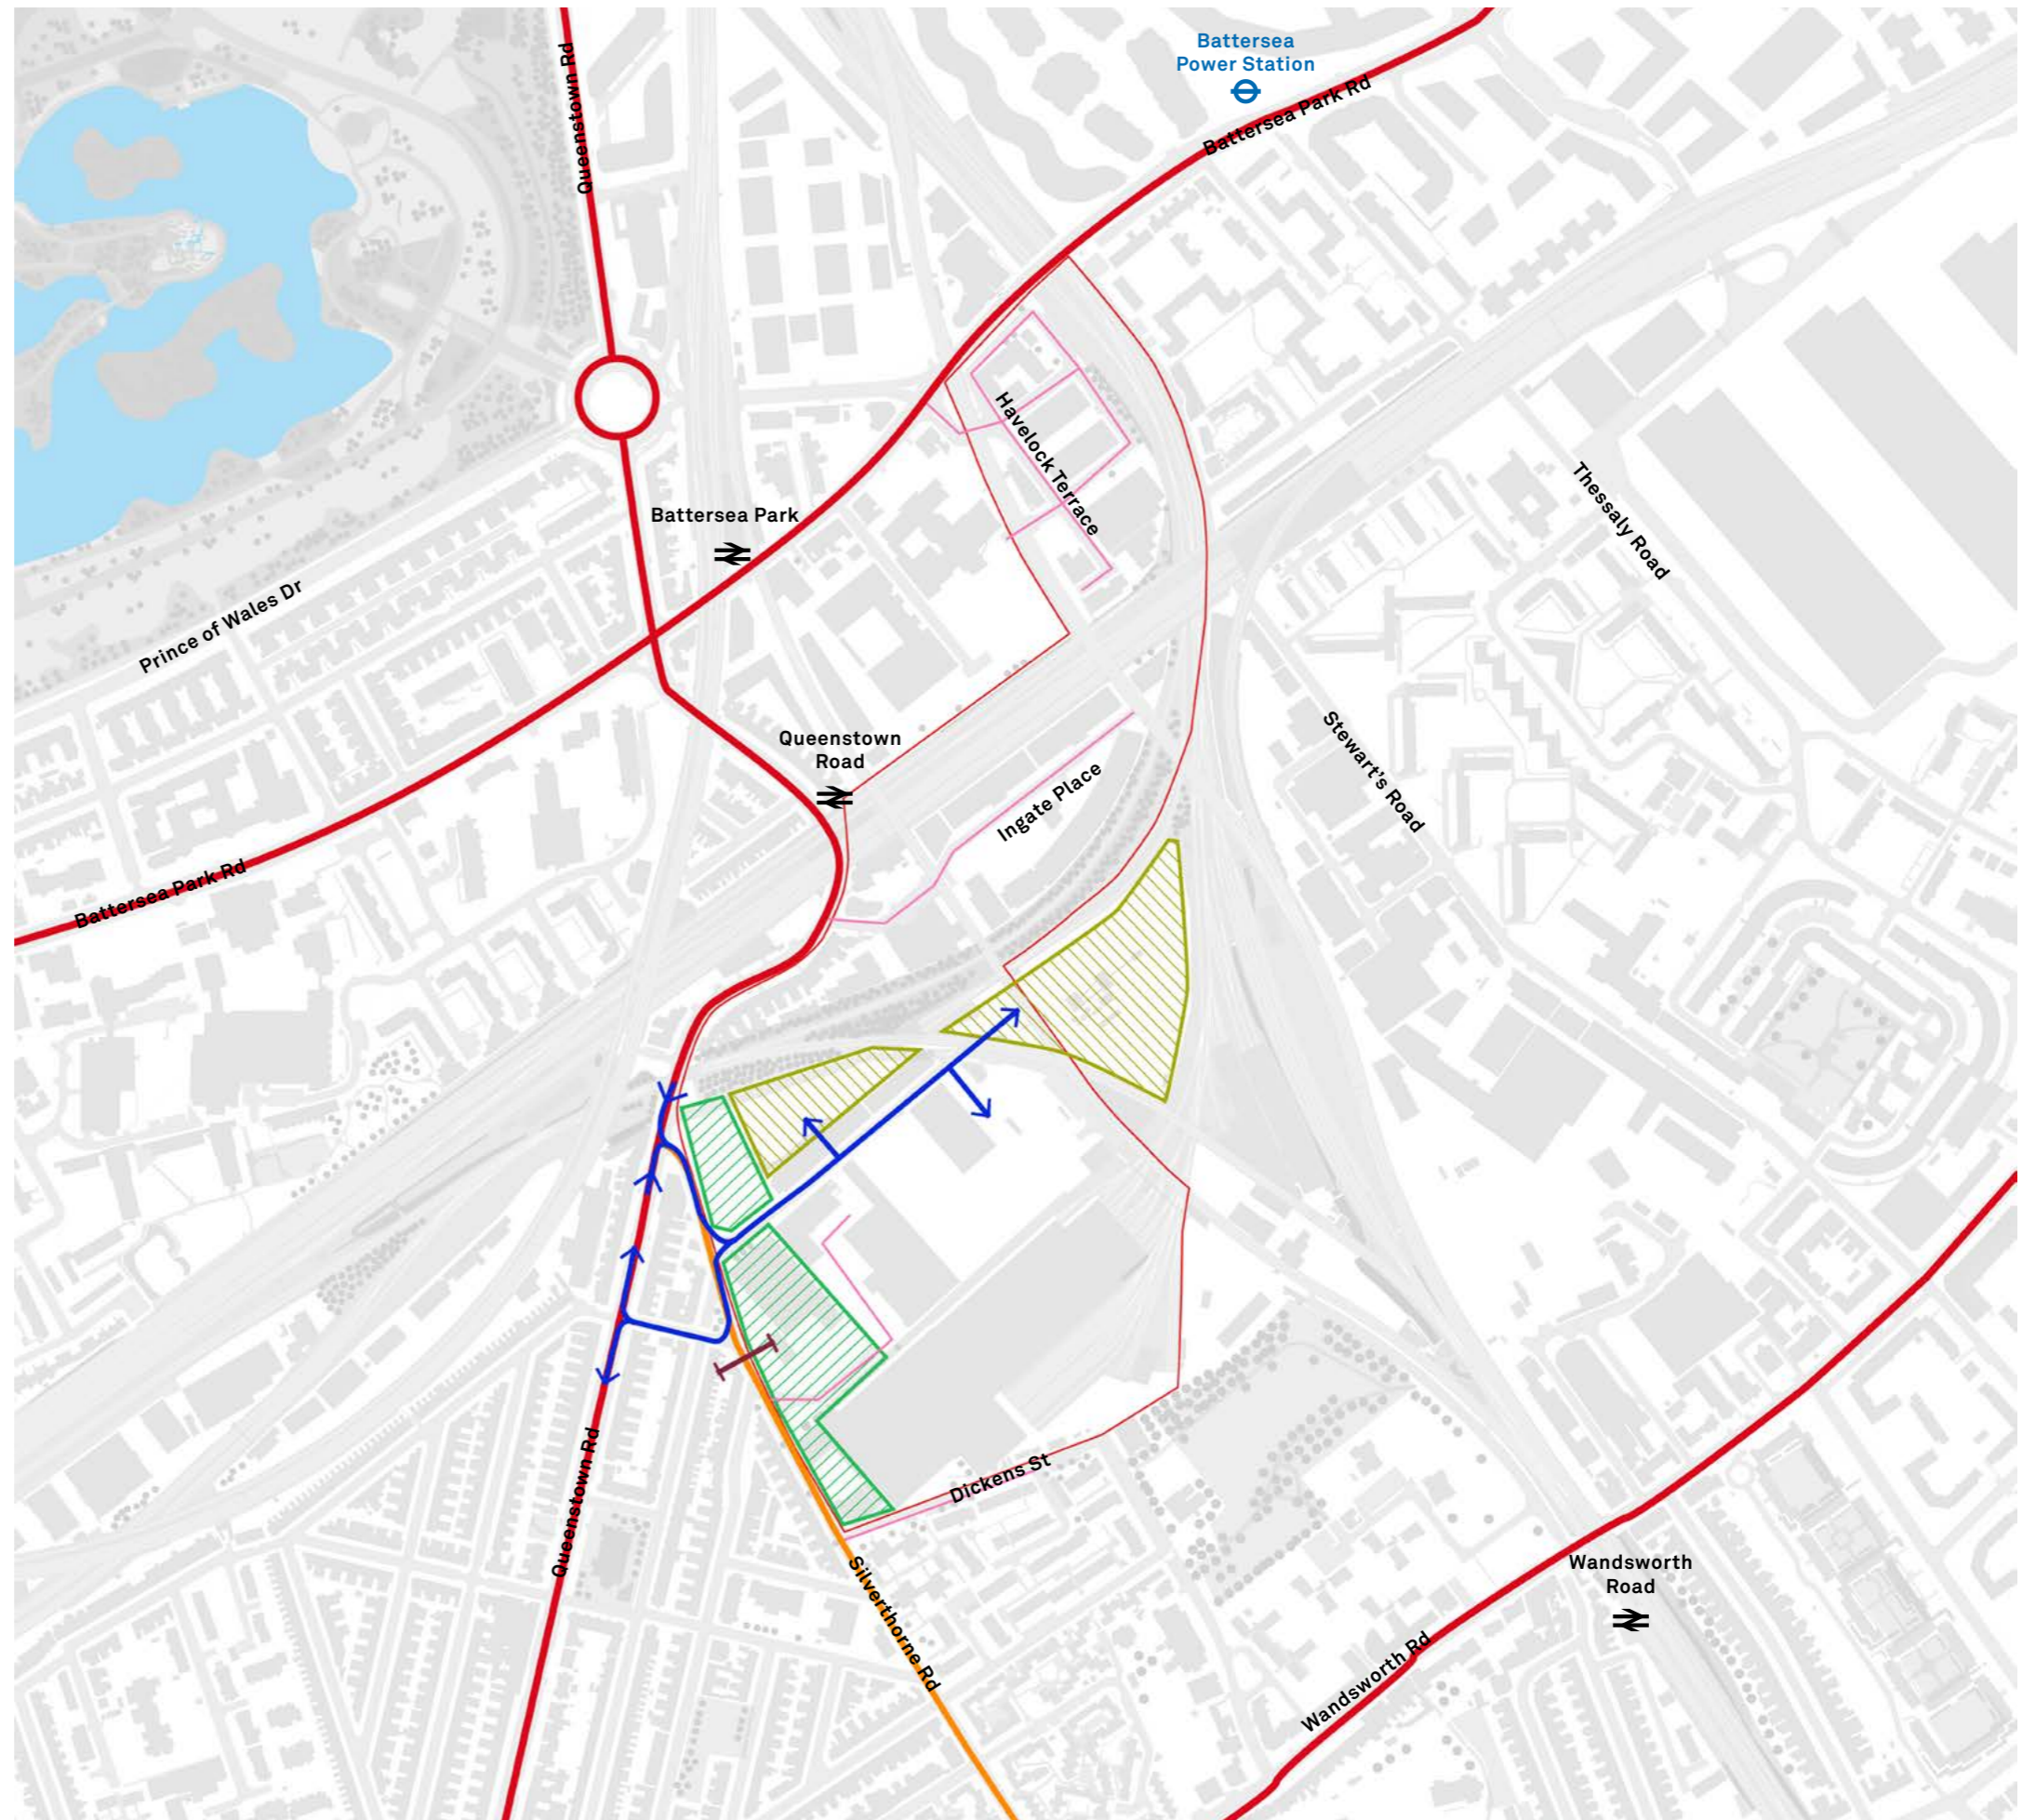 Battersea
Power Station
Queenstown Rd
Battersea Park Rd
Havelock Terrace
Battersea Park
Thessaly Road
Prince of Wales Dr
Queenstown
Road
Stewart's Road
Ingate Place
Battersea Park Rd
Queenstown Rd
Dickens St
Silverthorne Rd
Wandsworth
Road
Wandsworth Rd